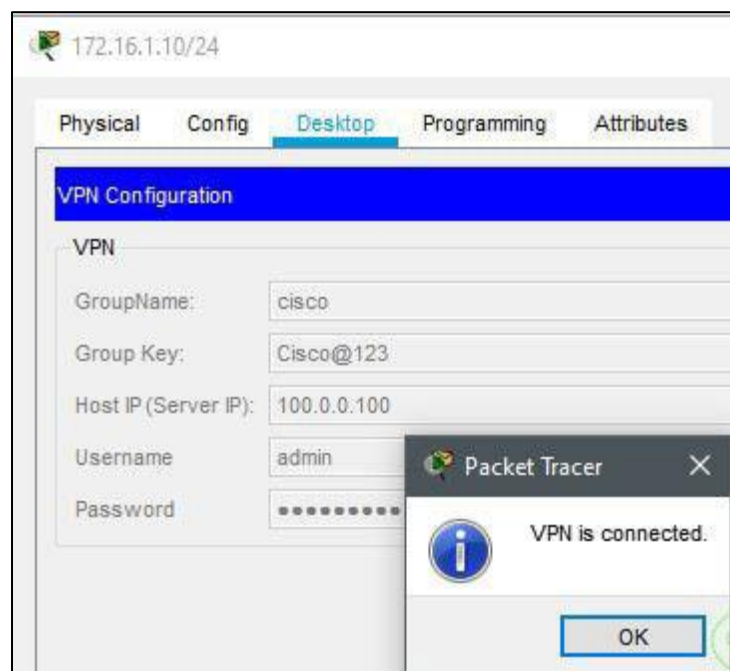 172.16.1.10/24
Physical Config Desktop Programming Attributes
VPN Configuration
VPN
GroupName: cisco
Group Key: Cisco@123
Host IP (Server IP): 100.0.0.100
Username admin
Password •••••••••
Packet Tracer
VPN is connected.
OK